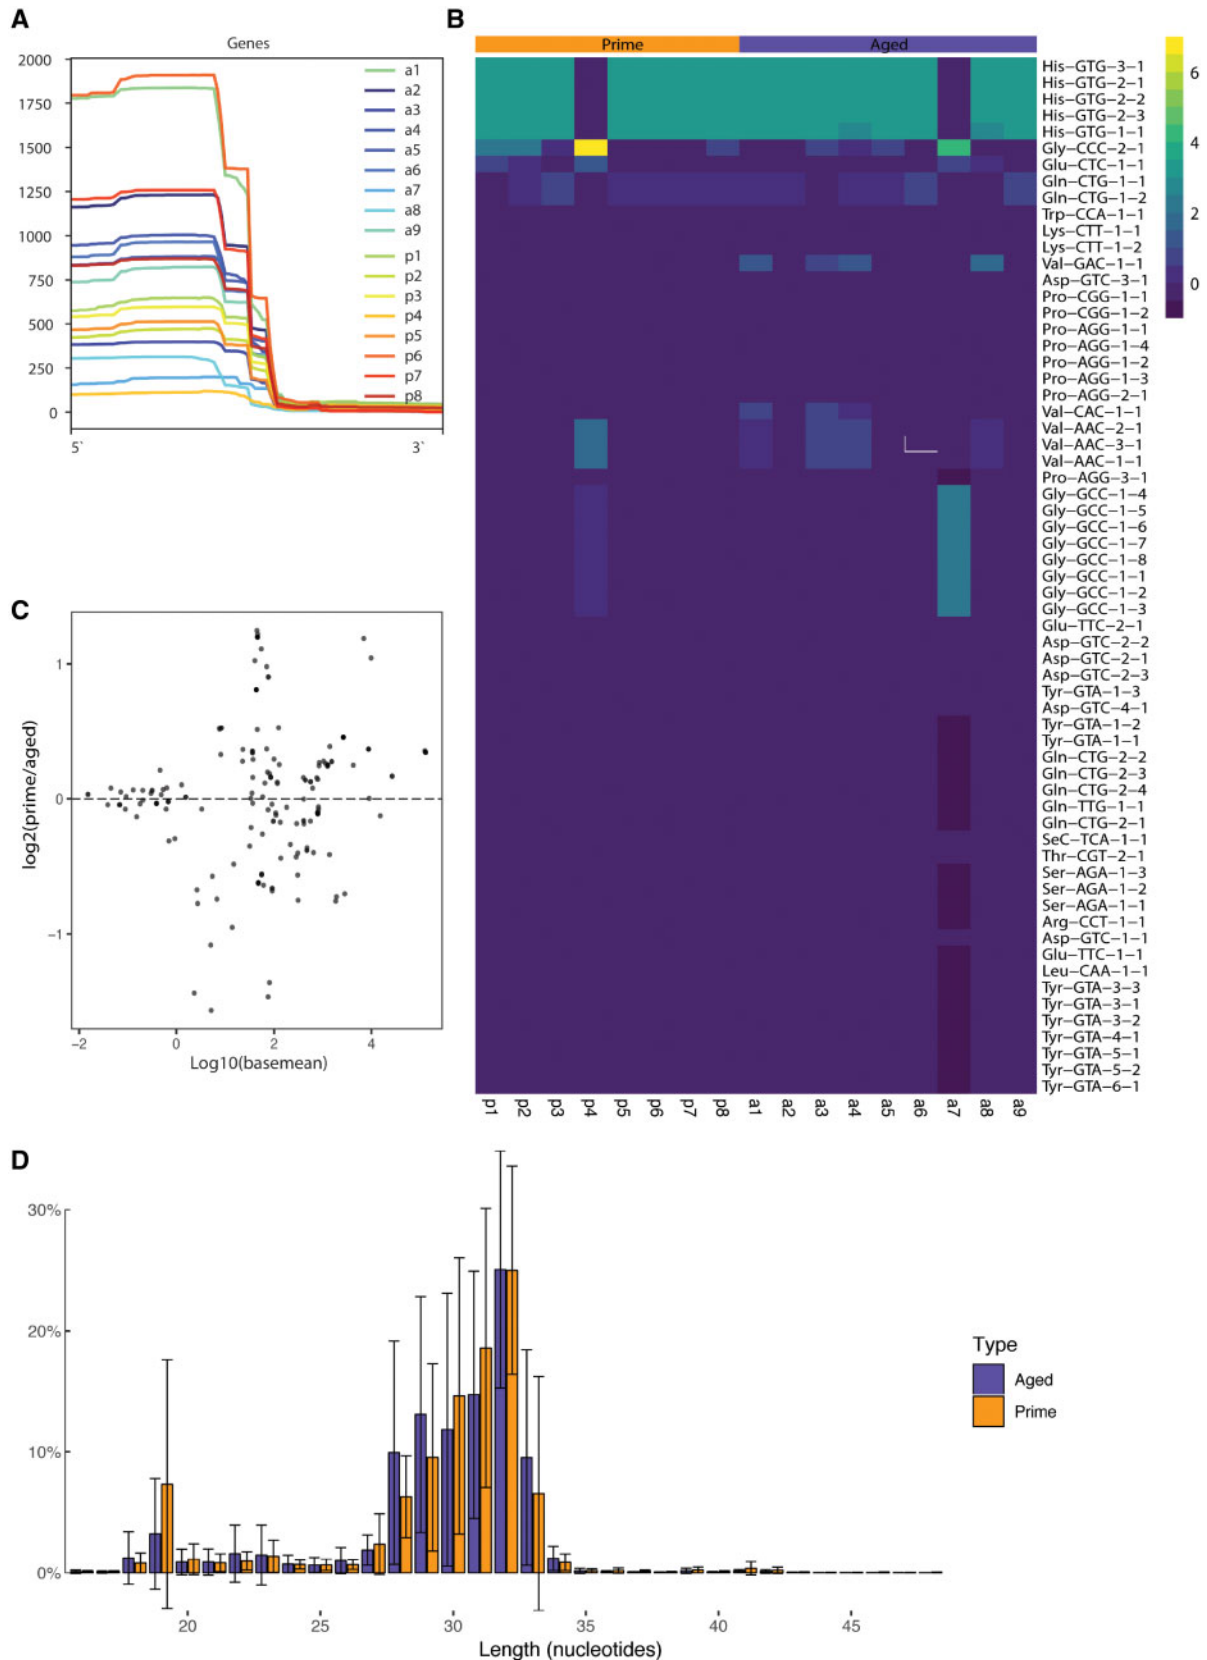 A
Genes
2000
1750
1500
1250
1000
750
500
250
0
5`
3`
a1
a2
a3
a4
a5
a6
a7
a8
a9
p1
p2
p3
p4
p5
p6
p7
p8
B
Prime
Aged
His−GTG−3−1
His−GTG−2−1
His−GTG−2−2
His−GTG−2−3
His−GTG−1−1
Gly−CCC−2−1
Glu−CTC−1−1
Gln−CTG−1−1
Gln−CTG−1−2
Trp−CCA−1−1
Lys−CTT−1−1
Lys−CTT−1−2
Val−GAC−1−1
Asp−GTC−3−1
Pro−CGG−1−1
Pro−CGG−1−2
Pro−AGG−1−1
Pro−AGG−1−4
Pro−AGG−1−2
Pro−AGG−1−3
Pro−AGG−2−1
Val−CAC−1−1
Val−AAC−2−1
Val−AAC−3−1
Val−AAC−1−1
Pro−AGG−3−1
Gly−GCC−1−4
Gly−GCC−1−5
Gly−GCC−1−6
Gly−GCC−1−7
Gly−GCC−1−8
Gly−GCC−1−1
Gly−GCC−1−2
Gly−GCC−1−3
Glu−TTC−2−1
Asp−GTC−2−2
Asp−GTC−2−1
Asp−GTC−2−3
Tyr−GTA−1−3
Asp−GTC−4−1
Tyr−GTA−1−2
Tyr−GTA−1−1
Gln−CTG−2−2
Gln−CTG−2−3
Gln−CTG−2−4
Gln−TTG−1−1
Gln−CTG−2−1
SeC−TCA−1−1
Thr−CGT−2−1
Ser−AGA−1−3
Ser−AGA−1−2
Ser−AGA−1−1
Arg−CCT−1−1
Asp−GTC−1−1
Glu−TTC−1−1
Leu−CAA−1−1
Tyr−GTA−3−3
Tyr−GTA−3−1
Tyr−GTA−3−2
Tyr−GTA−4−1
Tyr−GTA−5−1
Tyr−GTA−5−2
Tyr−GTA−6−1
p1 p2 p3 p4 p5 p6 p7 p8 a1 a2 a3 a4 a5 a6 a7 a8 a9
6
4
2
0
C
log2(prime/aged)
1
0
−1
−2 0 2 4
Log10(basemean)
D
30%
20%
10%
0%
20 25 30 35 40 45
Length (nucleotides)
Type
Aged
Prime